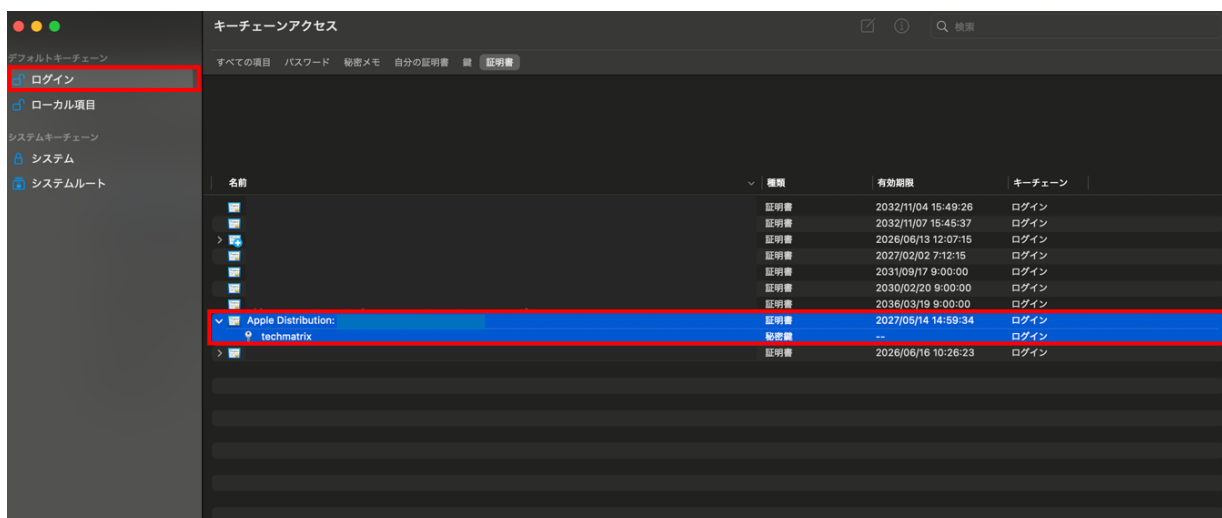 キーチェーンアクセス
検索
デフォルトキーチェーン
ログイン
ローカル項目
システムキーチェーン
システム
システムルート
すべての項目 パスワード 秘密メモ 自分の証明書 鍵 証明書
名前 種類 有効期限 キーチェーン
証明書 2032/11/04 15:49:26 ログイン
証明書 2032/11/07 15:45:37 ログイン
証明書 2026/06/13 12:07:15 ログイン
証明書 2027/02/02 7:12:15 ログイン
証明書 2031/09/17 9:00:00 ログイン
証明書 2030/02/20 9:00:00 ログイン
証明書 2036/03/19 9:00:00 ログイン
Apple Distribution: 証明書 2027/05/14 14:59:34 ログイン
techmatrix 秘密鍵 -- ログイン
証明書 2026/06/16 10:26:23 ログイン